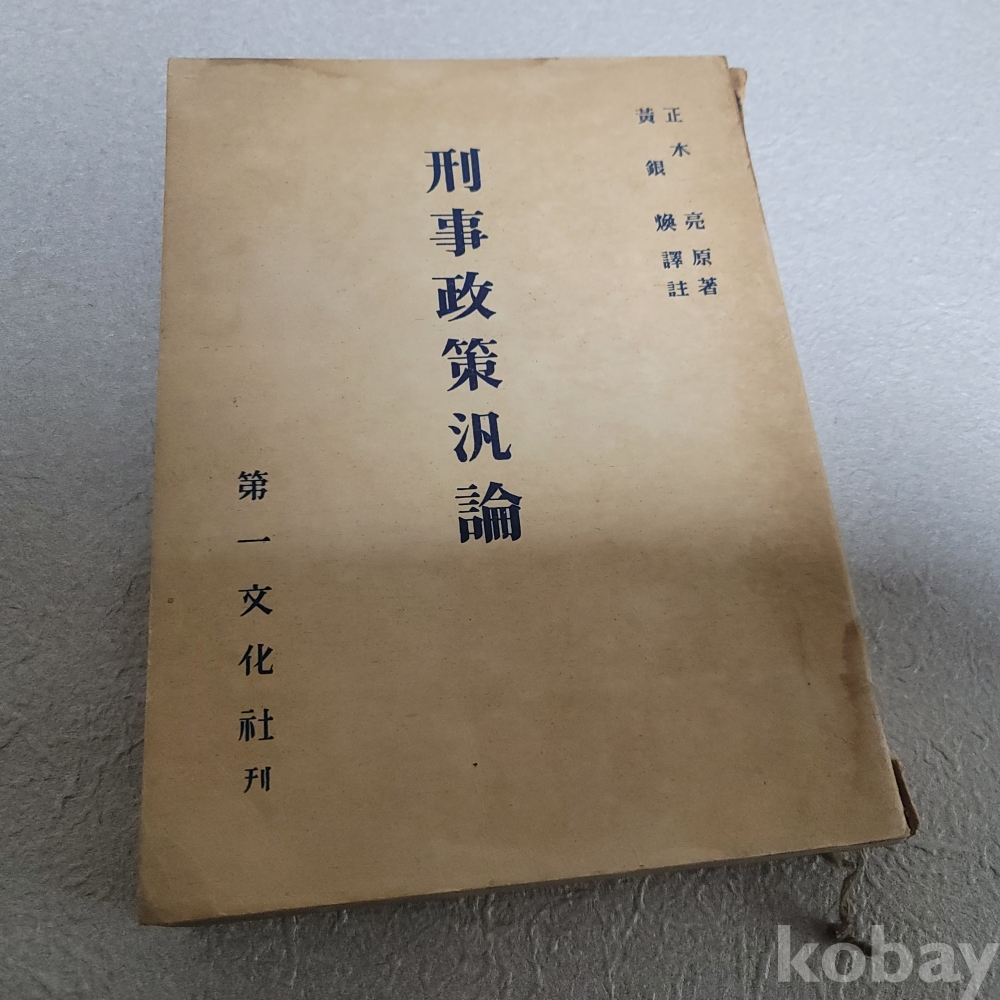 正木亮原著
黃銀煥譯註
刑事政策汎論
第一文化社刊
kobay